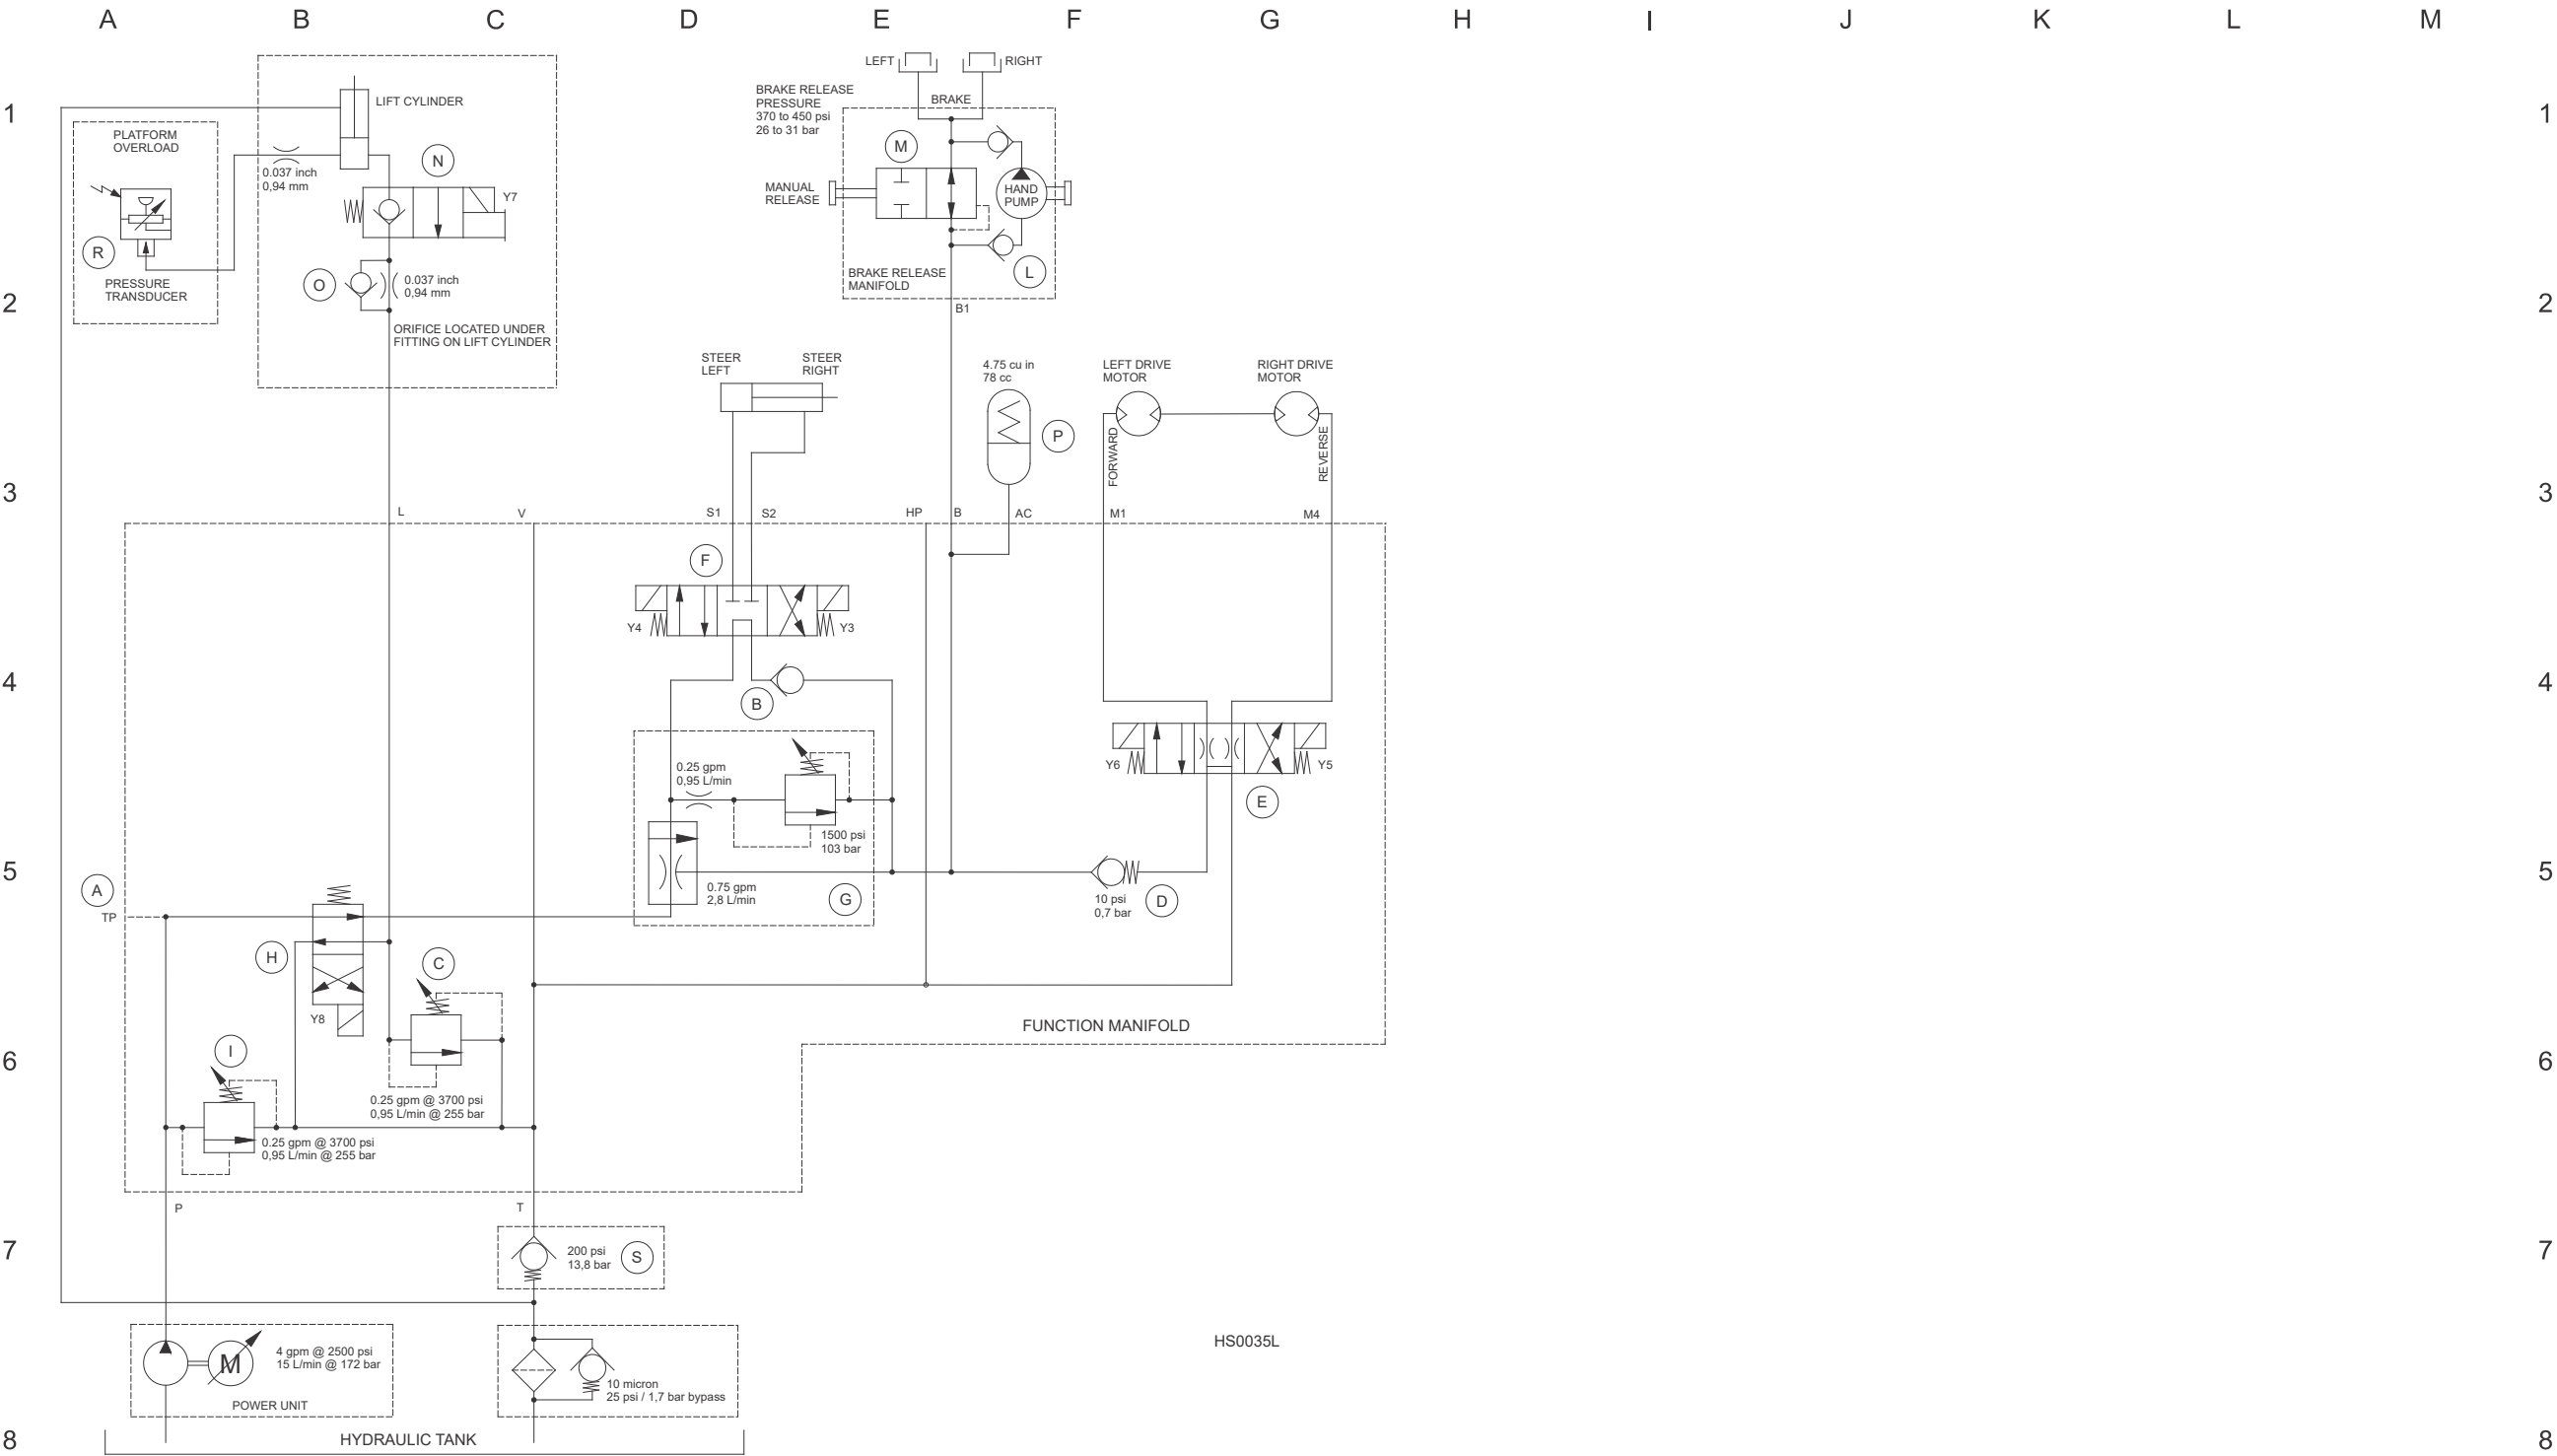 A B C D E F G H I J K L M
1
1
2
2
3
3
4
4
5
5
6
6
7
7
8
8
LIFT CYLINDER
PLATFORM
OVERLOAD
0.037 inch
0,94 mm
N
Y7
R
PRESSURE
TRANSDUCER
O
0.037 inch
0,94 mm
ORIFICE LOCATED UNDER
FITTING ON LIFT CYLINDER
LEFT
RIGHT
BRAKE RELEASE
PRESSURE
370 to 450 psi
26 to 31 bar
BRAKE
M
MANUAL
RELEASE
HAND
PUMP
L
BRAKE RELEASE
MANIFOLD
B1
STEER
LEFT
STEER
RIGHT
4.75 cu in
78 cc
P
LEFT DRIVE
MOTOR
RIGHT DRIVE
MOTOR
FORWARD
REVERSE
L
V
S1
S2
HP
B
AC
M1
M4
F
Y4
Y3
B
0.25 gpm
0,95 L/min
1500 psi
103 bar
0.75 gpm
2,8 L/min
G
Y6
Y5
E
10 psi
0,7 bar
D
A
TP
H
C
Y8
I
0.25 gpm @ 3700 psi
0,95 L/min @ 255 bar
0.25 gpm @ 3700 psi
0,95 L/min @ 255 bar
FUNCTION MANIFOLD
P
T
200 psi
13,8 bar
S
M
4 gpm @ 2500 psi
15 L/min @ 172 bar
POWER UNIT
10 micron
25 psi / 1,7 bar bypass
HYDRAULIC TANK
HS0035L